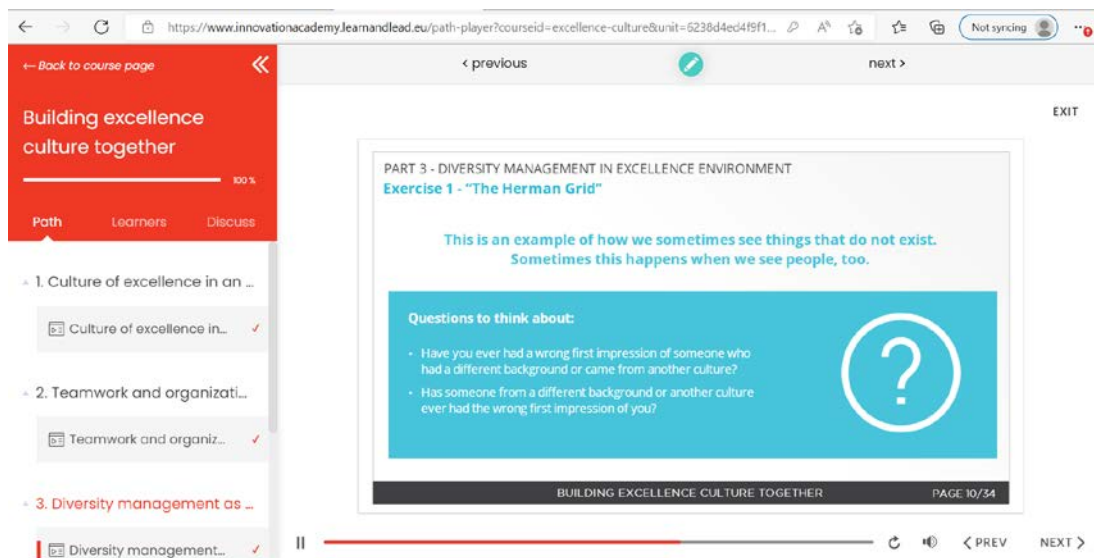 https://www.innovationacademy.learnandlead.eu/path-player?courseid=excellence-culture&unit=6238d4ed4f9f1...
Not syncing
← Back to course page
‹ previous
next ›
EXIT
Building excellence
culture together
100 %
Path Learners Discuss
1. Culture of excellence in an ...
Culture of excellence in...
2. Teamwork and organizati...
Teamwork and organiz...
3. Diversity management as ...
Diversity management...
PART 3 - DIVERSITY MANAGEMENT IN EXCELLENCE ENVIRONMENT
Exercise 1 - “The Herman Grid”
This is an example of how we sometimes see things that do not exist.
Sometimes this happens when we see people, too.
Questions to think about:
• Have you ever had a wrong first impression of someone who
had a different background or came from another culture?
• Has someone from a different background or another culture
ever had the wrong first impression of you?
?
BUILDING EXCELLENCE CULTURE TOGETHER PAGE 10/34
‹ PREV NEXT ›